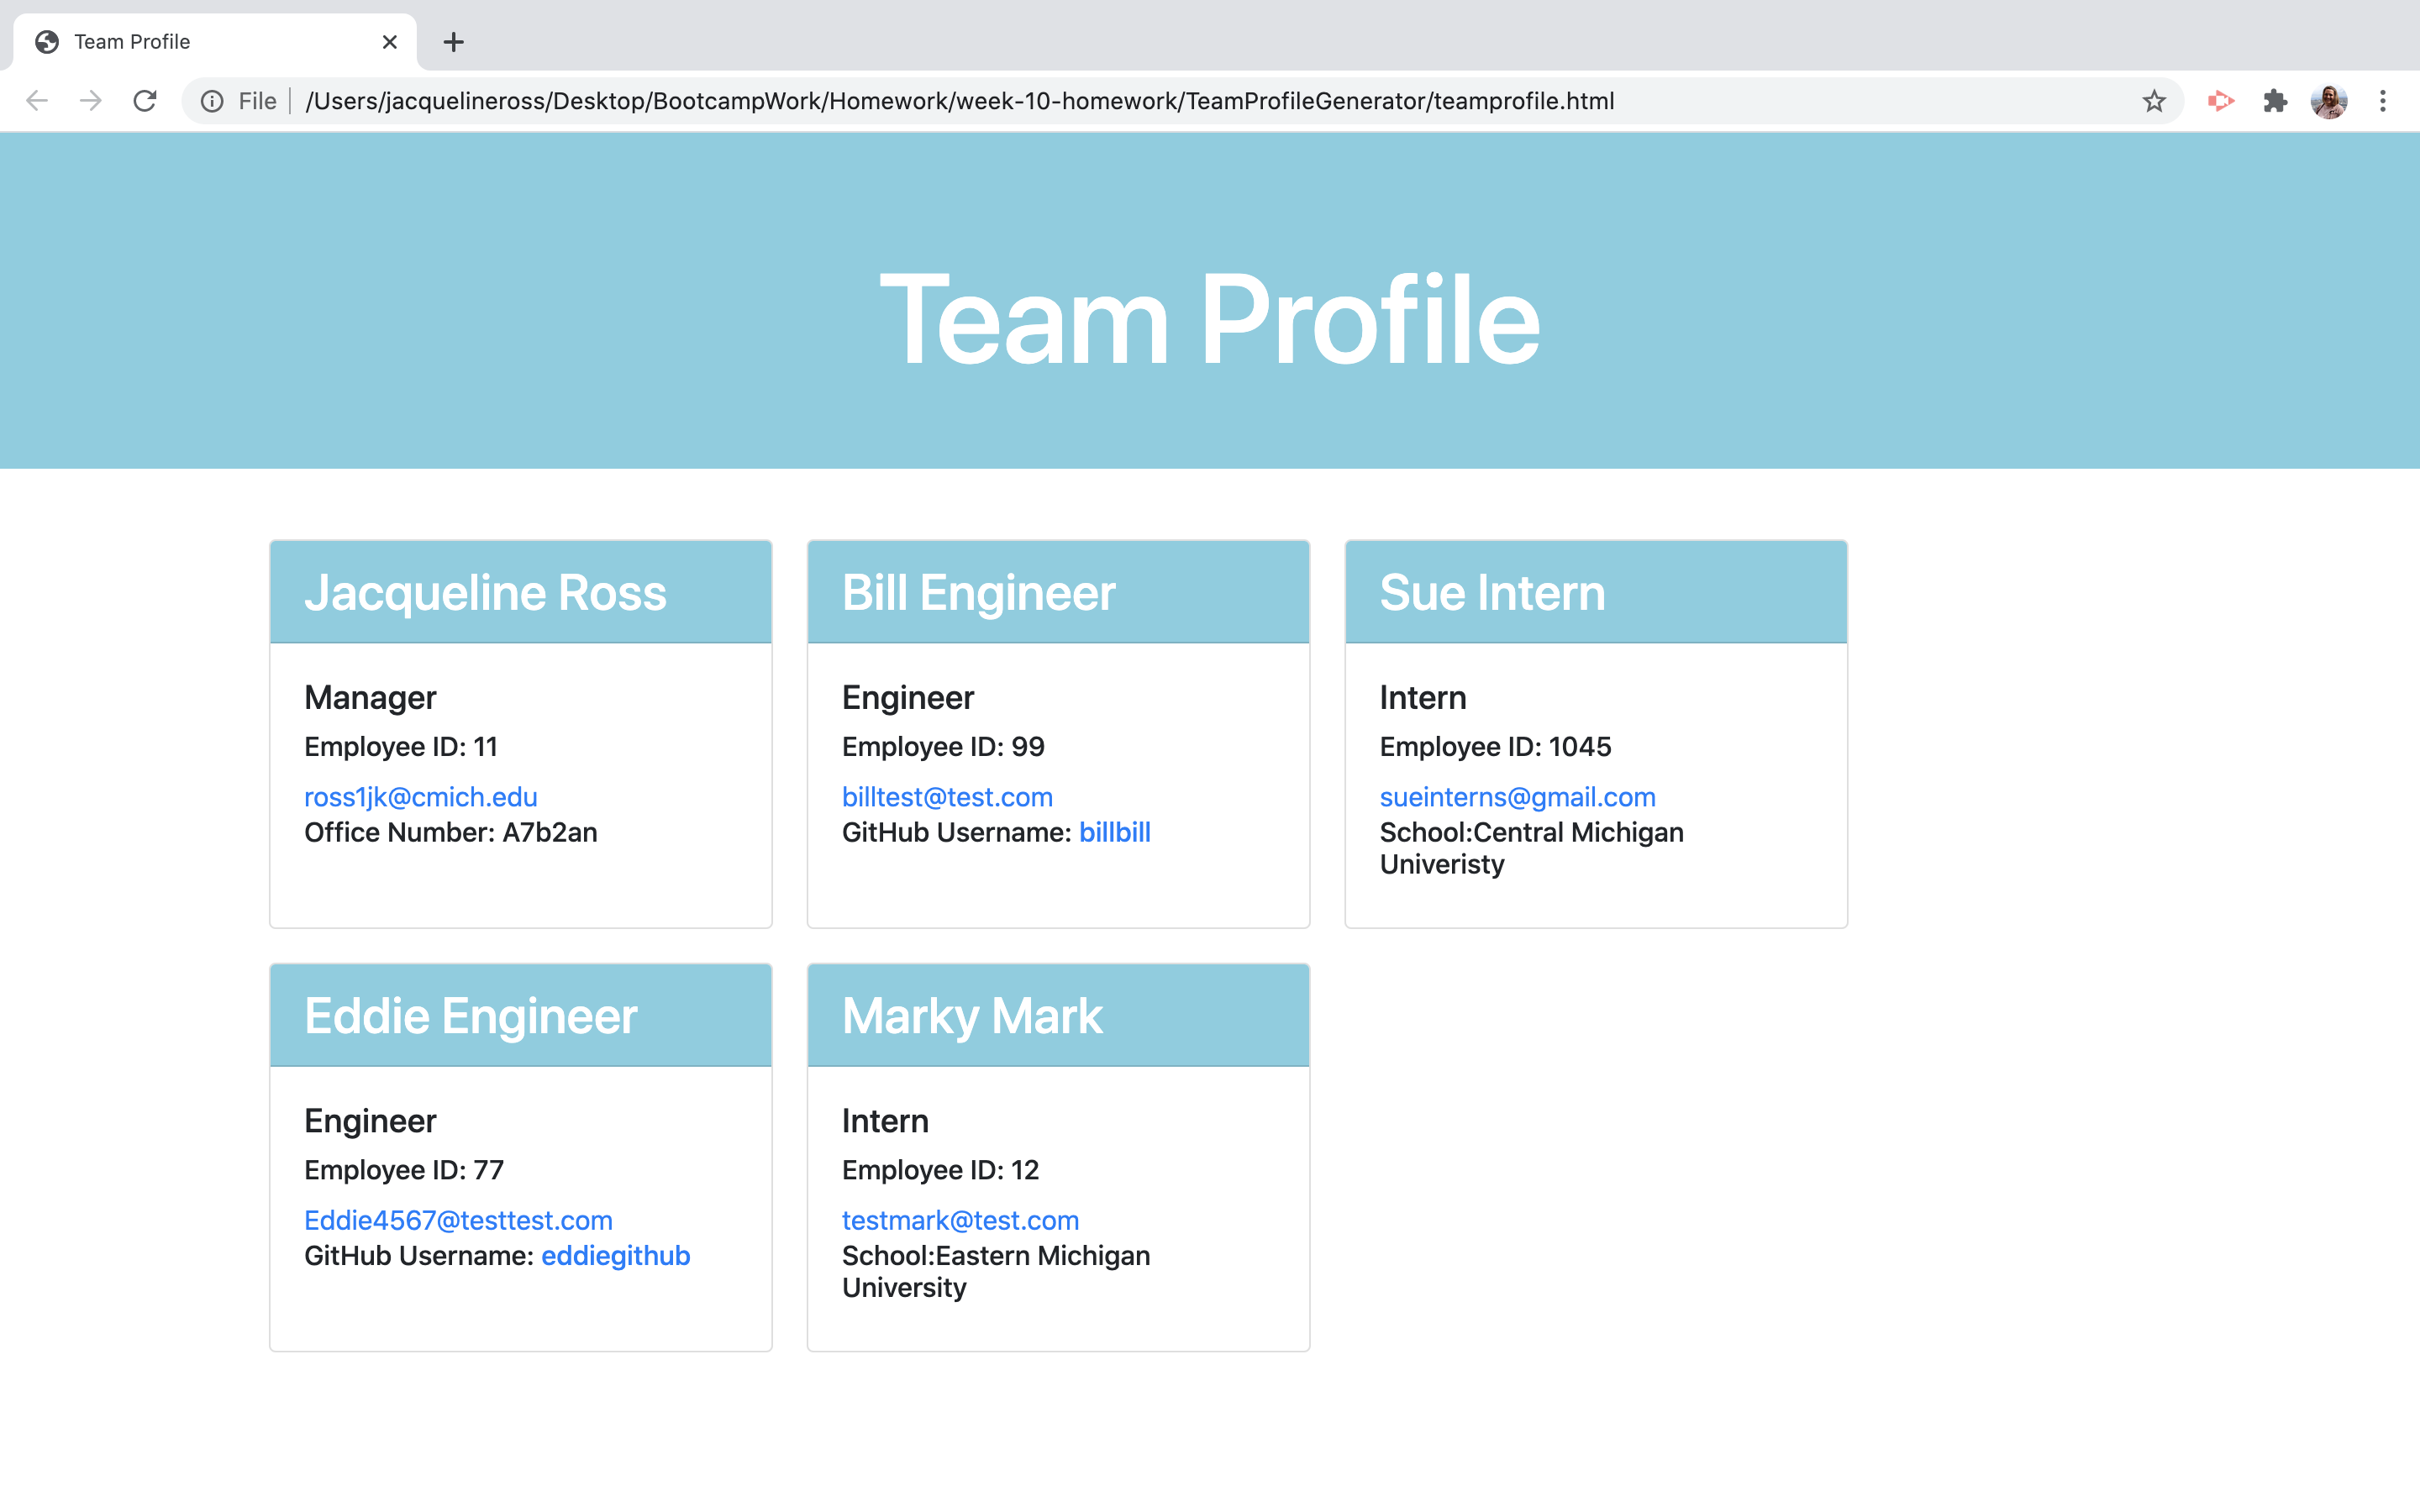 Team Profile
File /Users/jacquelineross/Desktop/BootcampWork/Homework/week-10-homework/TeamProfileGenerator/teamprofile.html
Team Profile
Jacqueline Ross
Manager
Employee ID: 11
ross1jk@cmich.edu
Office Number: A7b2an
Bill Engineer
Engineer
Employee ID: 99
billtest@test.com
GitHub Username: billbill
Sue Intern
Intern
Employee ID: 1045
sueinterns@gmail.com
School:Central Michigan
Univeristy
Eddie Engineer
Engineer
Employee ID: 77
Eddie4567@testtest.com
GitHub Username: eddiegithub
Marky Mark
Intern
Employee ID: 12
testmark@test.com
School:Eastern Michigan
University